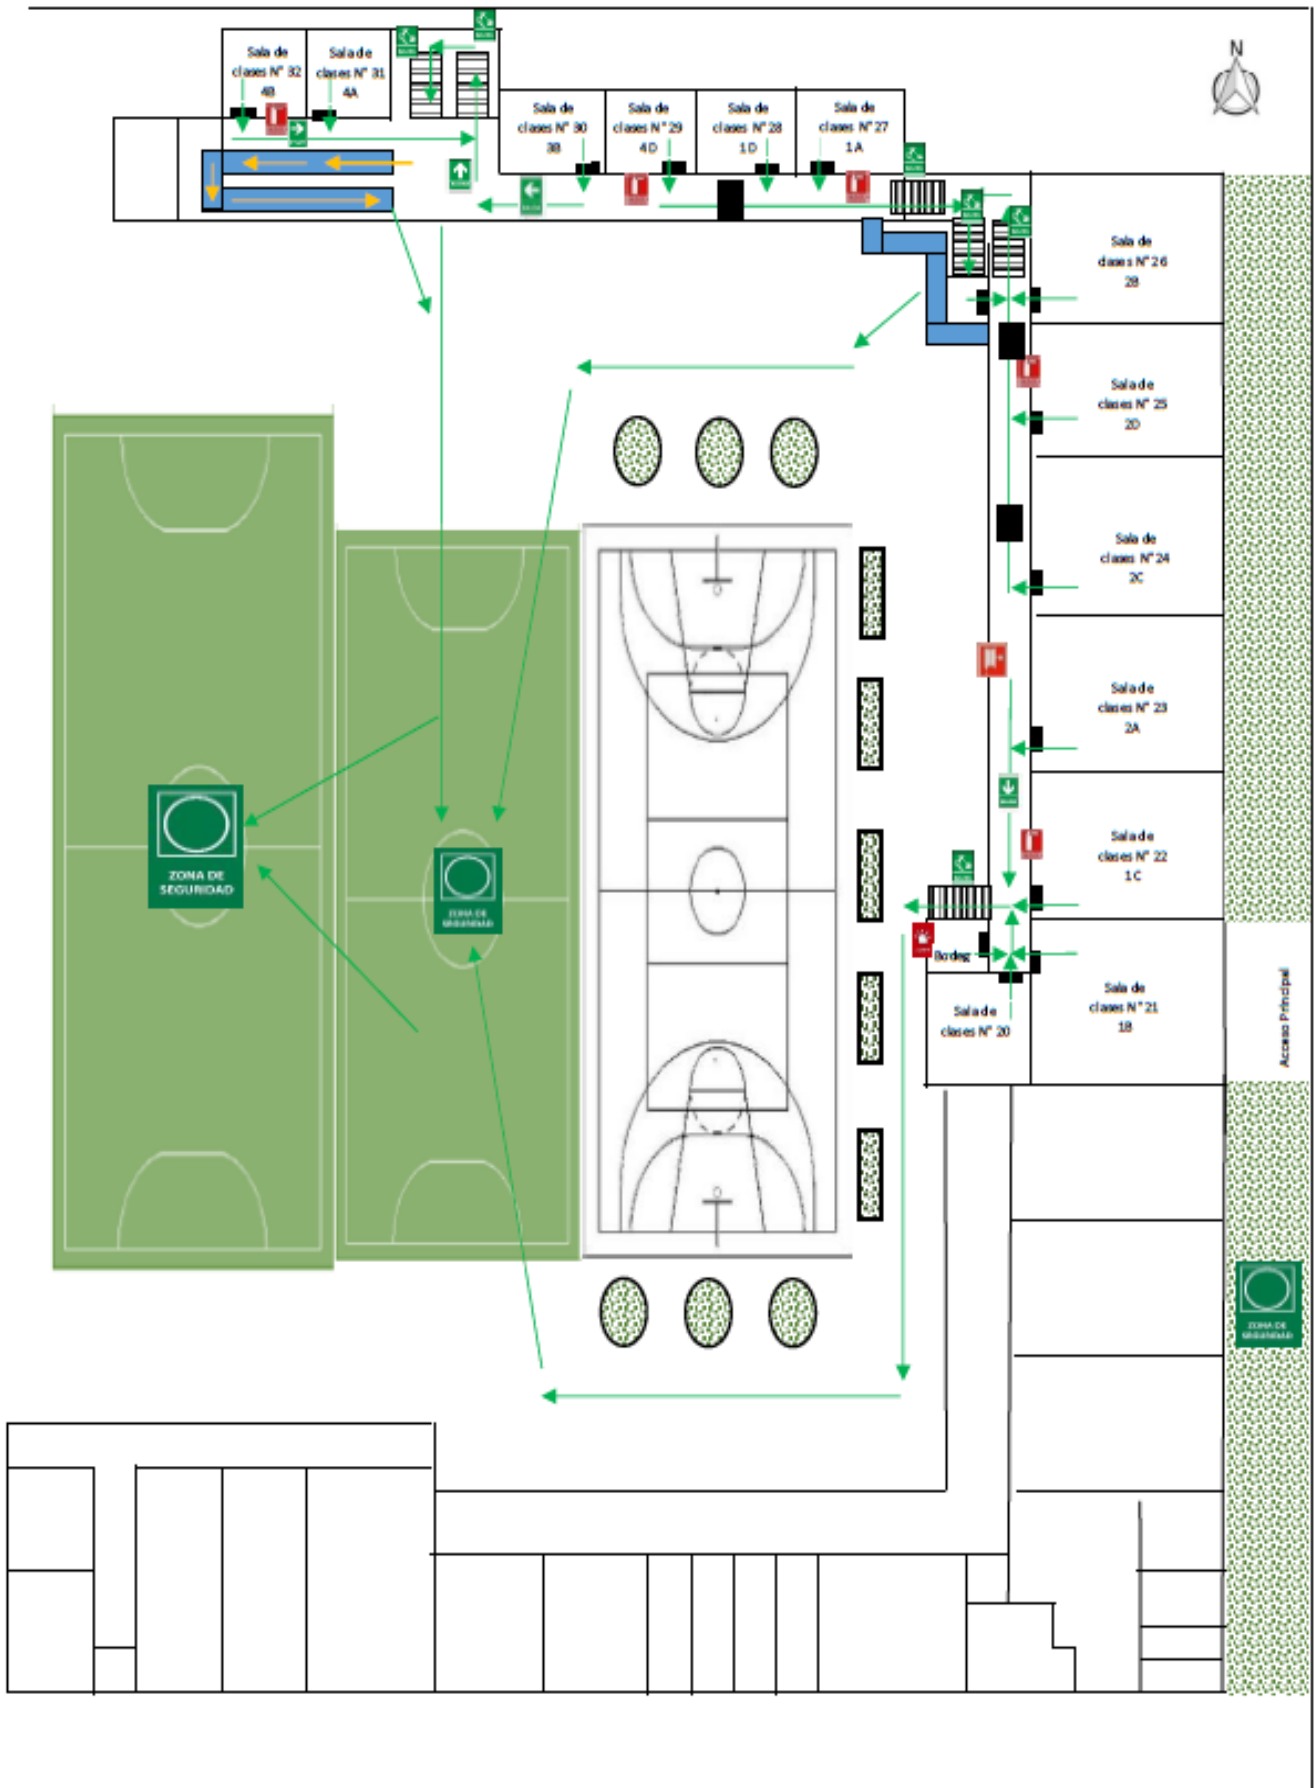 N
Sala de
clases N° 32
4B
Sala de
clases N° 31
4A
Sala de
clases N° 30
3B
Sala de
clases N° 29
4D
Sala de
clases N° 28
1D
Sala de
clases N° 27
1A
Sala de
clases N° 26
2B
Sala de
clases N° 25
2D
Sala de
clases N° 24
2C
Sala de
clases N° 23
2A
Sala de
clases N° 22
1C
Bodeg
Sala de
clases N° 20
Sala de
clases N° 21
1B
Acceso Principal
ZONA DE
SEGURIDAD
ZONA DE
SEGURIDAD
ZONA DE
SEGURIDAD